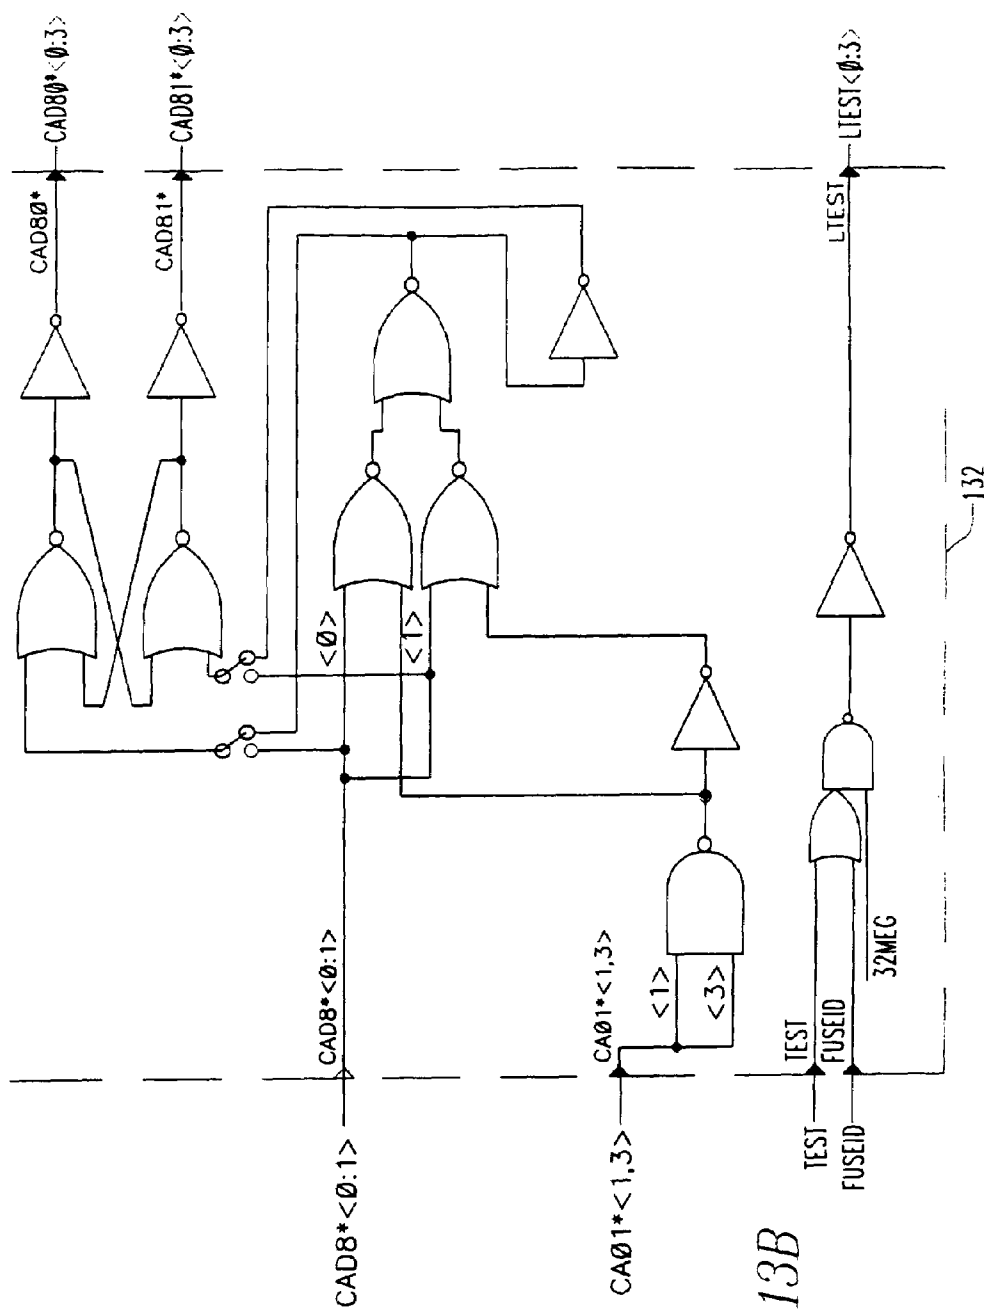 CAD80*
CAD80*<0:3>
CAD81*
CAD81*<0:3>
<0>
<1>
CAD8*<0:1>
CAD8*<0:1>
CA01*<1,3>
CA01*<1,3>
<1>
<3>
TEST
TEST
FUSEID
FUSEID
32MEG
LTEST
LTEST<0:3>
132
13B